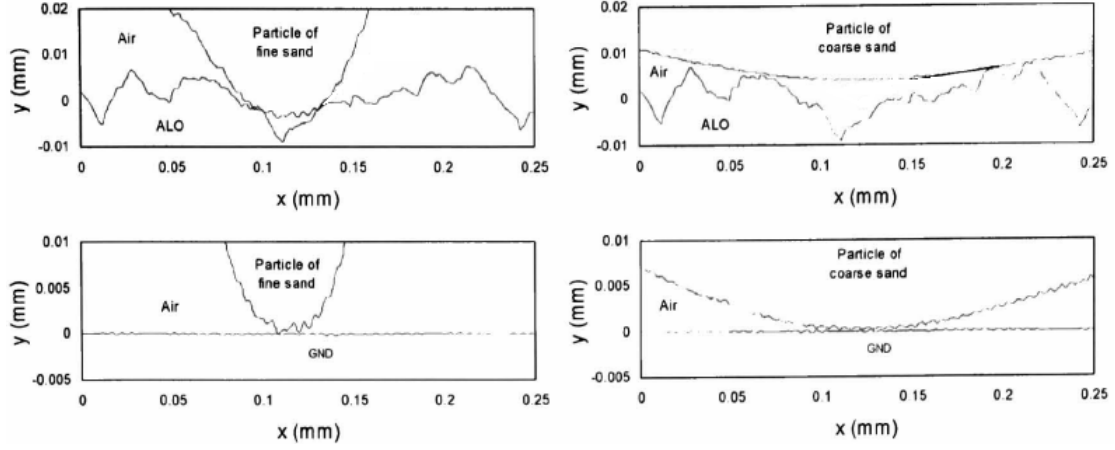 0.02
0.01
0
-0.01
y (mm)
Air
Particle of
fine sand
ALO
0
0.05
0.1
0.15
0.2
0.25
x (mm)
0.02
0.01
0
-0.01
y (mm)
Particle of
coarse sand
Air
ALO
0
0.05
0.1
0.15
0.2
0.25
x (mm)
0.01
0.005
0
-0.005
y (mm)
Particle of
fine sand
Air
GND
0
0.05
0.1
0.15
0.2
0.25
x (mm)
0.01
0.005
0
-0.005
y (mm)
Particle of
coarse sand
Air
GND
0
0.05
0.1
0.15
0.2
0.25
x (mm)